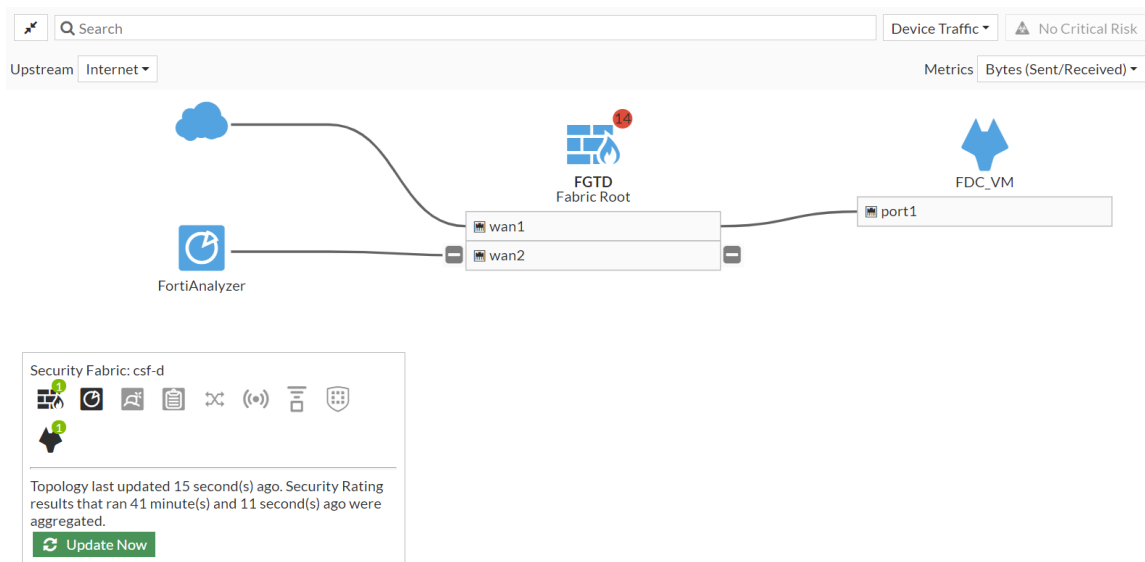 Search
Device Traffic
No Critical Risk
Upstream
Internet
Metrics
Bytes (Sent/Received)
14
FGTD
Fabric Root
FDC_VM
wan1
port1
wan2
FortiAnalyzer
Security Fabric: csf-d
1
1
Topology last updated 15 second(s) ago. Security Rating
results that ran 41 minute(s) and 11 second(s) ago were
aggregated.
Update Now